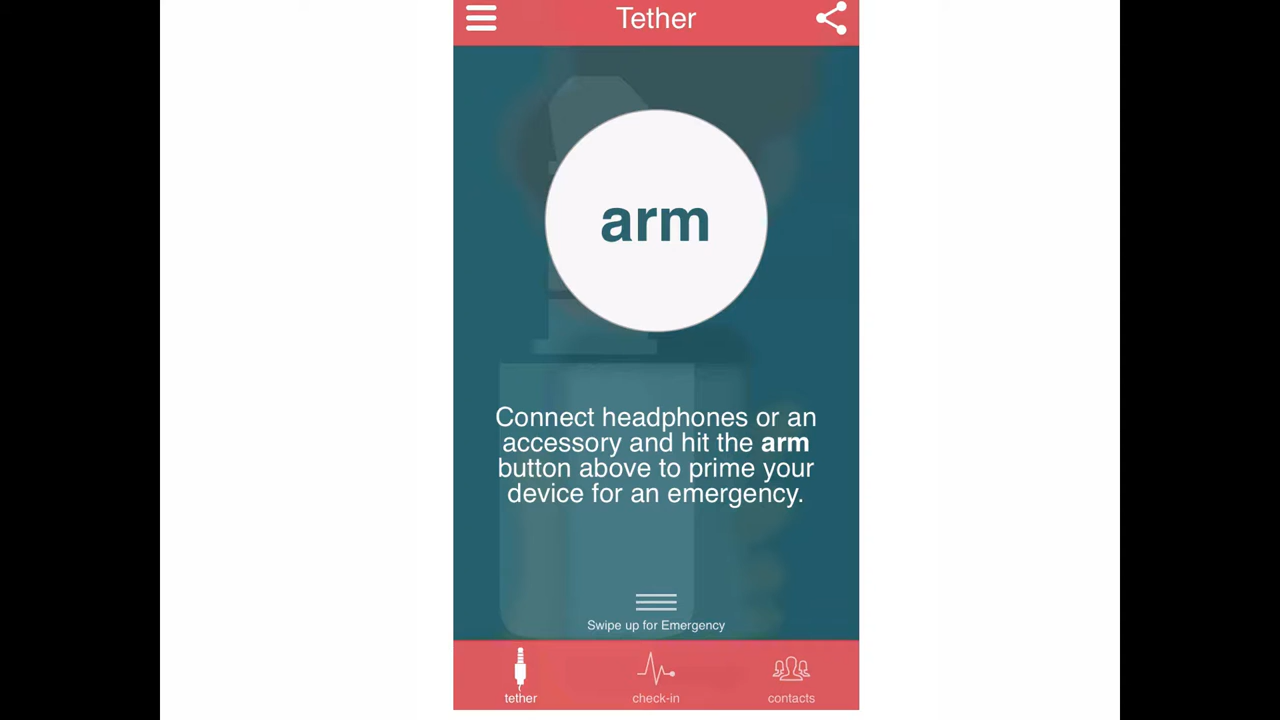 Tether
arm
Connect headphones or an
accessory and hit the arm
button above to prime your
device for an emergency.
Swipe up for Emergency
tether
check-in
contacts